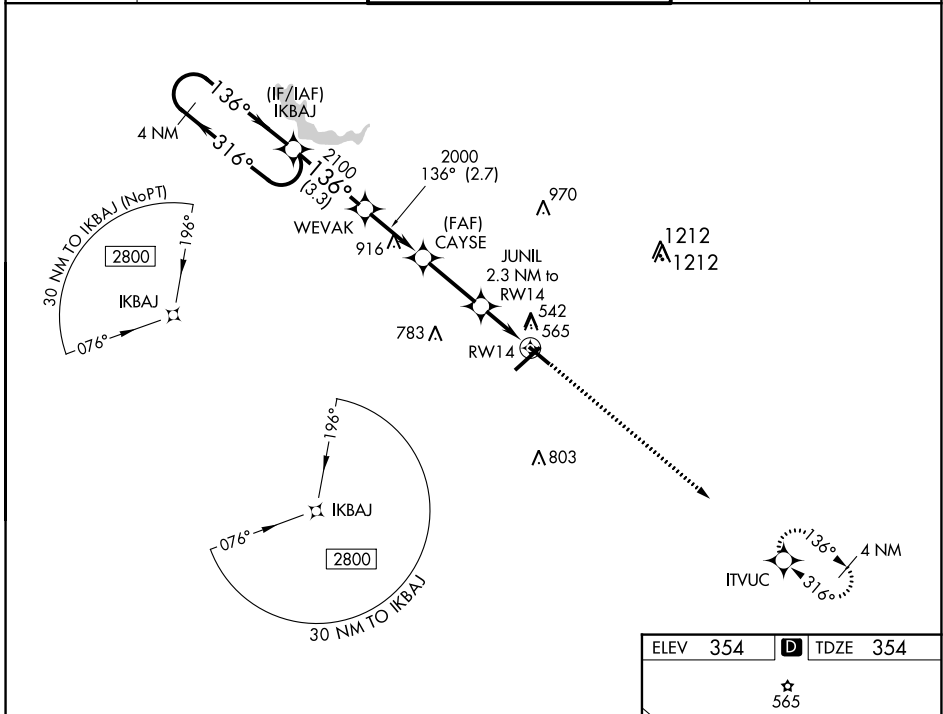 136°
(IF/IAF)
IKBAJ
4 NM
316°
2100
136°
(3.3)
2000
136° (2.7)
30 NM TO IKBAJ (NoPT)
196°
2800
IKBAJ
076°
WEVAK
916
(FAF)
CAYSE
970
1212
1212
JUNIL
2.3 NM to
RW14
542
565
783
RW14
803
196°
IKBAJ
076°
2800
30 NM TO IKBAJ
136°
4 NM
ITVUC
316°
ELEV 354 D TDZE 354
565